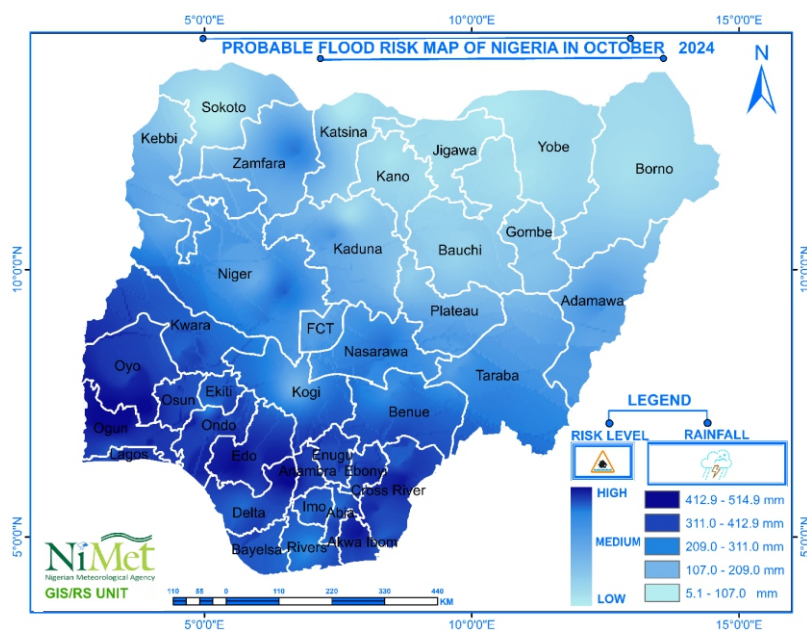 5°0'0"E 10°0'0"E 15°0'0"E
PROBABLE FLOOD RISK MAP OF NIGERIA IN OCTOBER 2024
N
Sokoto
Kebbi
Zamfara
Katsina
Kano
Jigawa
Yobe
Borno
Gombe
Bauchi
Kaduna
Niger
10°0'0"N
10°0'0"N
Adamawa
Plateau
FCT
Kwara
Nasarawa
Taraba
Oyo
Kogi
Benue
Osun
Ekiti
Ondo
Ogun
Lagos
Edo
Enugu
Anambra
Ebonyi
Cross River
Imo
Abia
Delta
Bayelsa
Rivers
Akwa Ibom
5°0'0"N
5°0'0"N
LEGEND
RISK LEVEL
RAINFALL
HIGH
MEDIUM
LOW
412.9 - 514.9 mm
311.0 - 412.9 mm
209.0 - 311.0 mm
107.0 - 209.0 mm
5.1 - 107.0 mm
NiMet
Nigerian Meteorological Agency
GIS/RS UNIT
110 55 0 110 220 330 440
KM
5°0'0"E 10°0'0"E 15°0'0"E